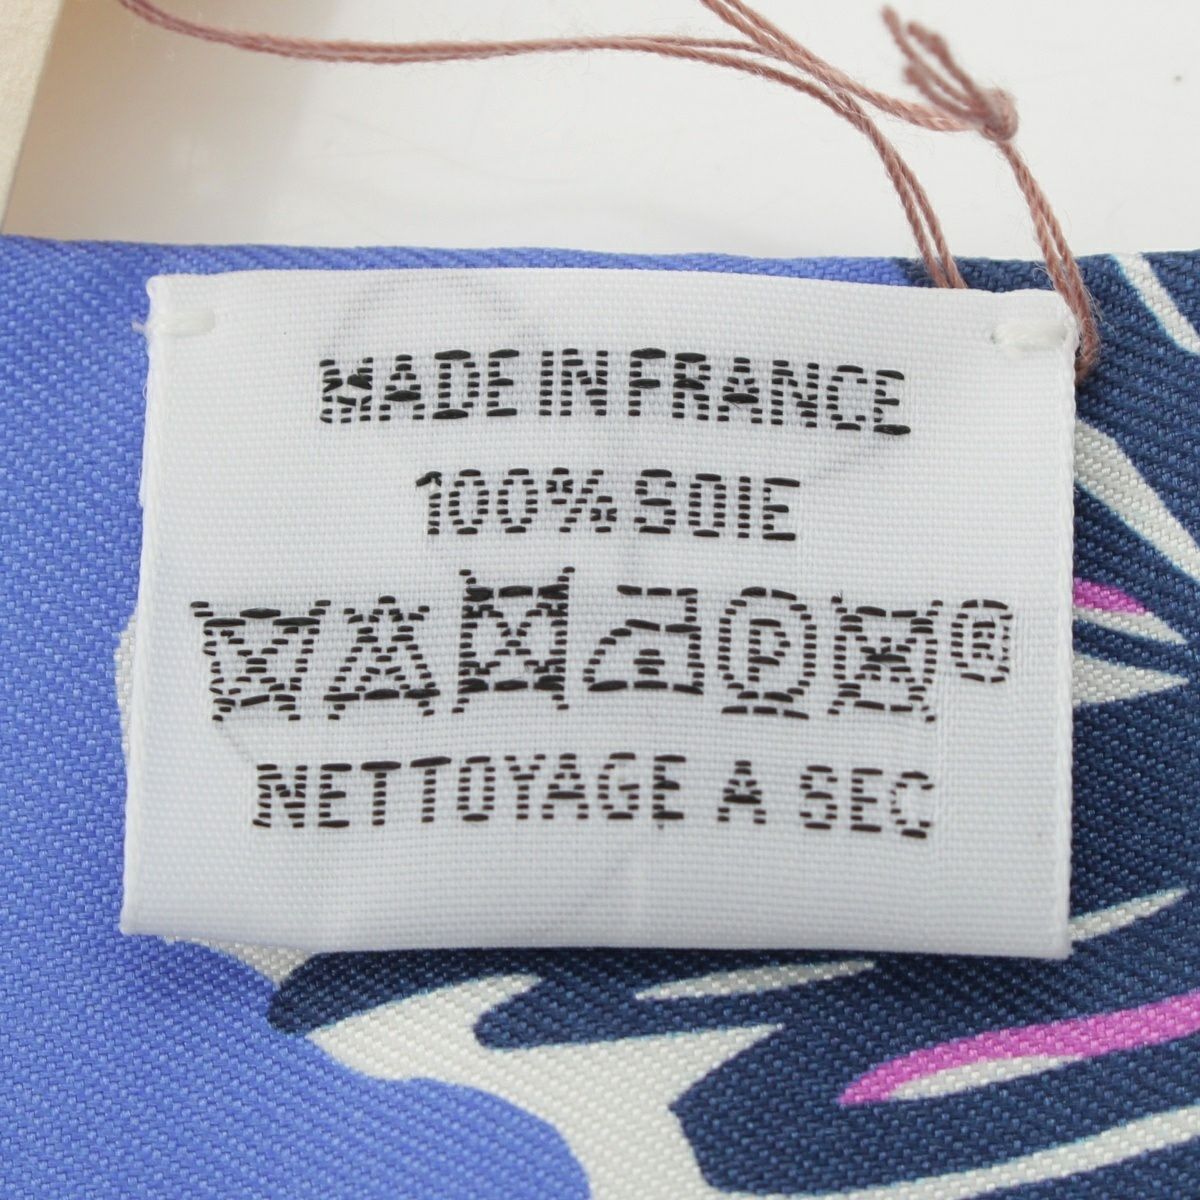 MADE IN FRANCE
100% SOIE
P ®
NETTOYAGE A SEC